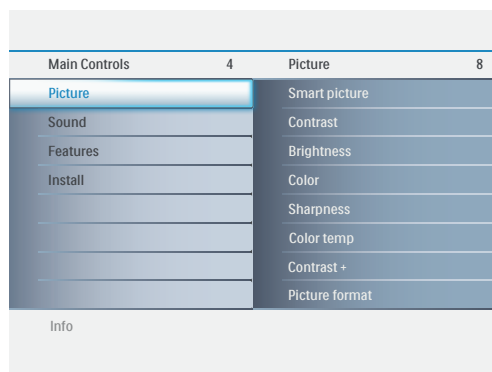 Main Controls 4
Picture
Sound
Features
Install
Picture 8
Smart picture
Contrast
Brightness
Color
Sharpness
Color temp
Contrast +
Picture format
Info